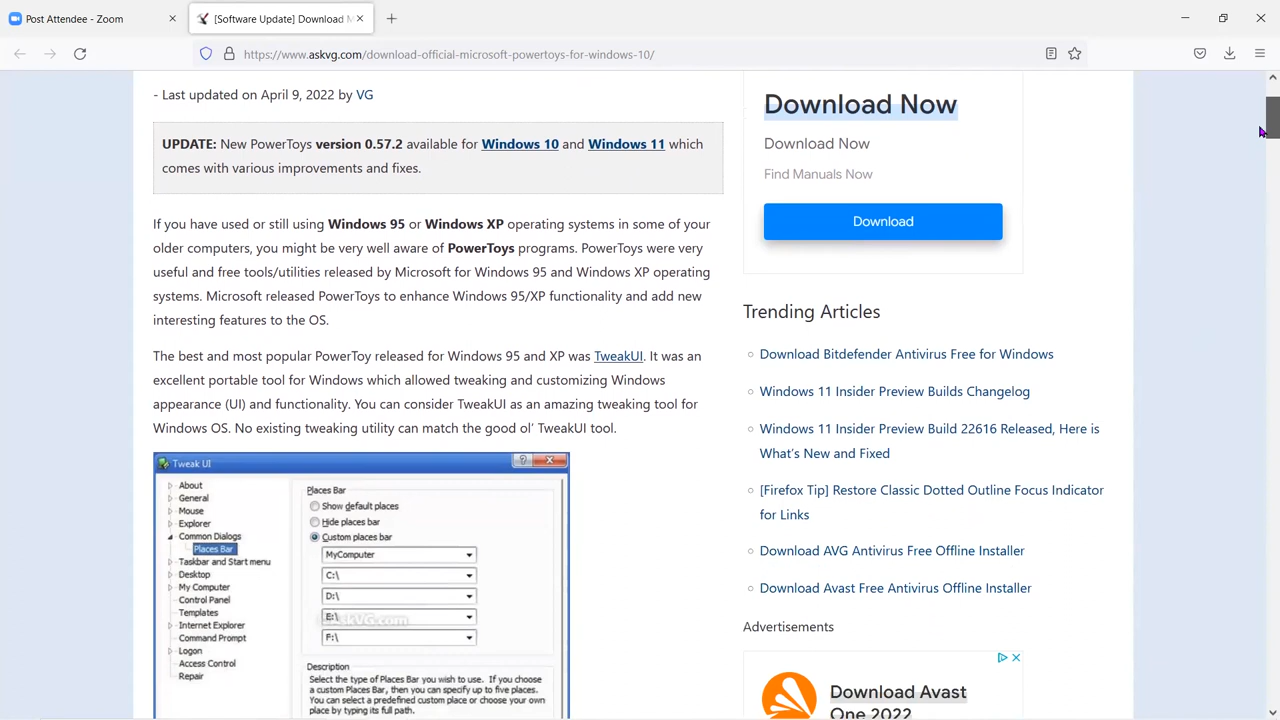 Post Attendee - Zoom
[Software Update] Download M
https://www.askvg.com/download-official-microsoft-powertoys-for-windows-10/
- Last updated on April 9, 2022 by VG
UPDATE: New PowerToys version 0.57.2 available for Windows 10 and Windows 11 which
comes with various improvements and fixes.
If you have used or still using Windows 95 or Windows XP operating systems in some of your
older computers, you might be very well aware of PowerToys programs. PowerToys were very
useful and free tools/utilities released by Microsoft for Windows 95 and Windows XP operating
systems. Microsoft released PowerToys to enhance Windows 95/XP functionality and add new
interesting features to the OS.
The best and most popular PowerToy released for Windows 95 and XP was TweakUI. It was an
excellent portable tool for Windows which allowed tweaking and customizing Windows
appearance (UI) and functionality. You can consider TweakUI as an amazing tweaking tool for
Windows OS. No existing tweaking utility can match the good ol' TweakUI tool.
Tweak UI
About
General
Mouse
Explorer
Common Dialogs
Places Bar
Taskbar and Start menu
Desktop
My Computer
Control Panel
Templates
Internet Explorer
Command Prompt
Logon
Access Control
Repair
Places Bar
Show default places
Hide places bar
Custom places bar
MyComputer
C:\
D:\
E:\
AskVG.com
F:\
Description
Select the type of Places Bar you wish to use. If you choose
a custom Places Bar, then you can specify up to five places.
You can select a predefined custom place or choose your
own place by typing its full path.
Download Now
Download Now
Find Manuals Now
Download
Trending Articles
Download Bitdefender Antivirus Free for Windows
Windows 11 Insider Preview Builds Changelog
Windows 11 Insider Preview Build 22616 Released, Here is
What's New and Fixed
[Firefox Tip] Restore Classic Dotted Outline Focus Indicator
for Links
Download AVG Antivirus Free Offline Installer
Download Avast Free Antivirus Offline Installer
Advertisements
Download Avast
One 2022